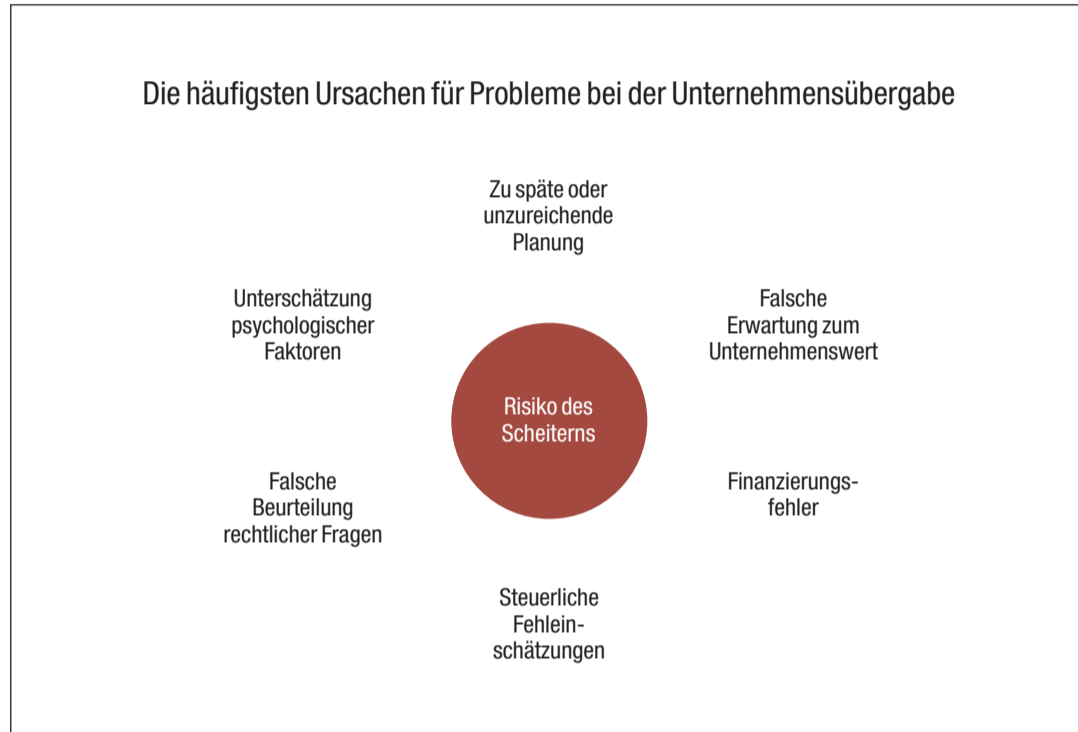 Die häufigsten Ursachen für Probleme bei der Unternehmensübergabe
Zu späte oder
unzureichende
Planung
Unterschätzung
psychologischer
Faktoren
Falsche
Erwartung zum
Unternehmenswert
Risiko des
Scheiterns
Falsche
Beurteilung
rechtlicher Fragen
Finanzierungs-
fehler
Steuerliche
Fehlein-
schätzungen